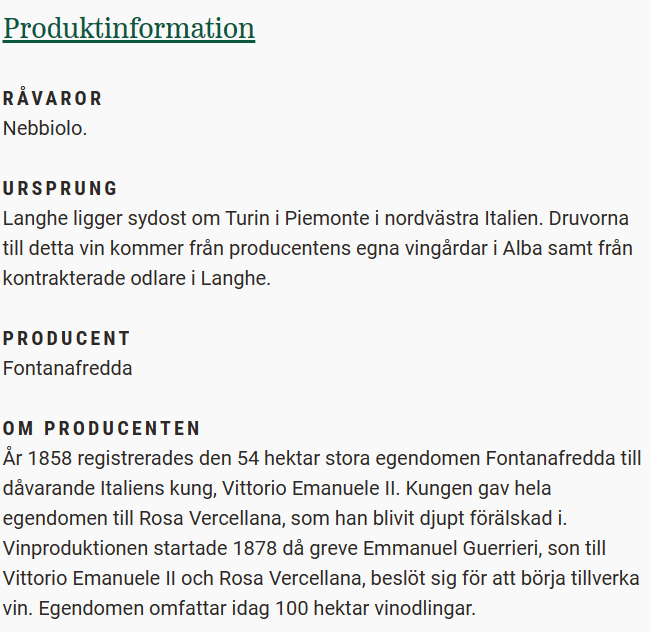 Produktinformation
RÅVAROR
Nebbiolo.
URSPRUNG
Langhe ligger sydost om Turin i Piemonte i nordvästra Italien. Druvorna
till detta vin kommer från producentens egna vingårdar i Alba samt från
kontrakterade odlare i Langhe.
PRODUCENT
Fontanafredda
OM PRODUCENTEN
År 1858 registrerades den 54 hektar stora egendomen Fontanafredda till
dåvarande Italiens kung, Vittorio Emanuele II. Kungen gav hela
egendomen till Rosa Vercellana, som han blivit djupt förälskad i.
Vinproduktionen startade 1878 då greve Emmanuel Guerrieri, son till
Vittorio Emanuele II och Rosa Vercellana, beslöt sig för att börja tillverka
vin. Egendomen omfattar idag 100 hektar vinodlingar.